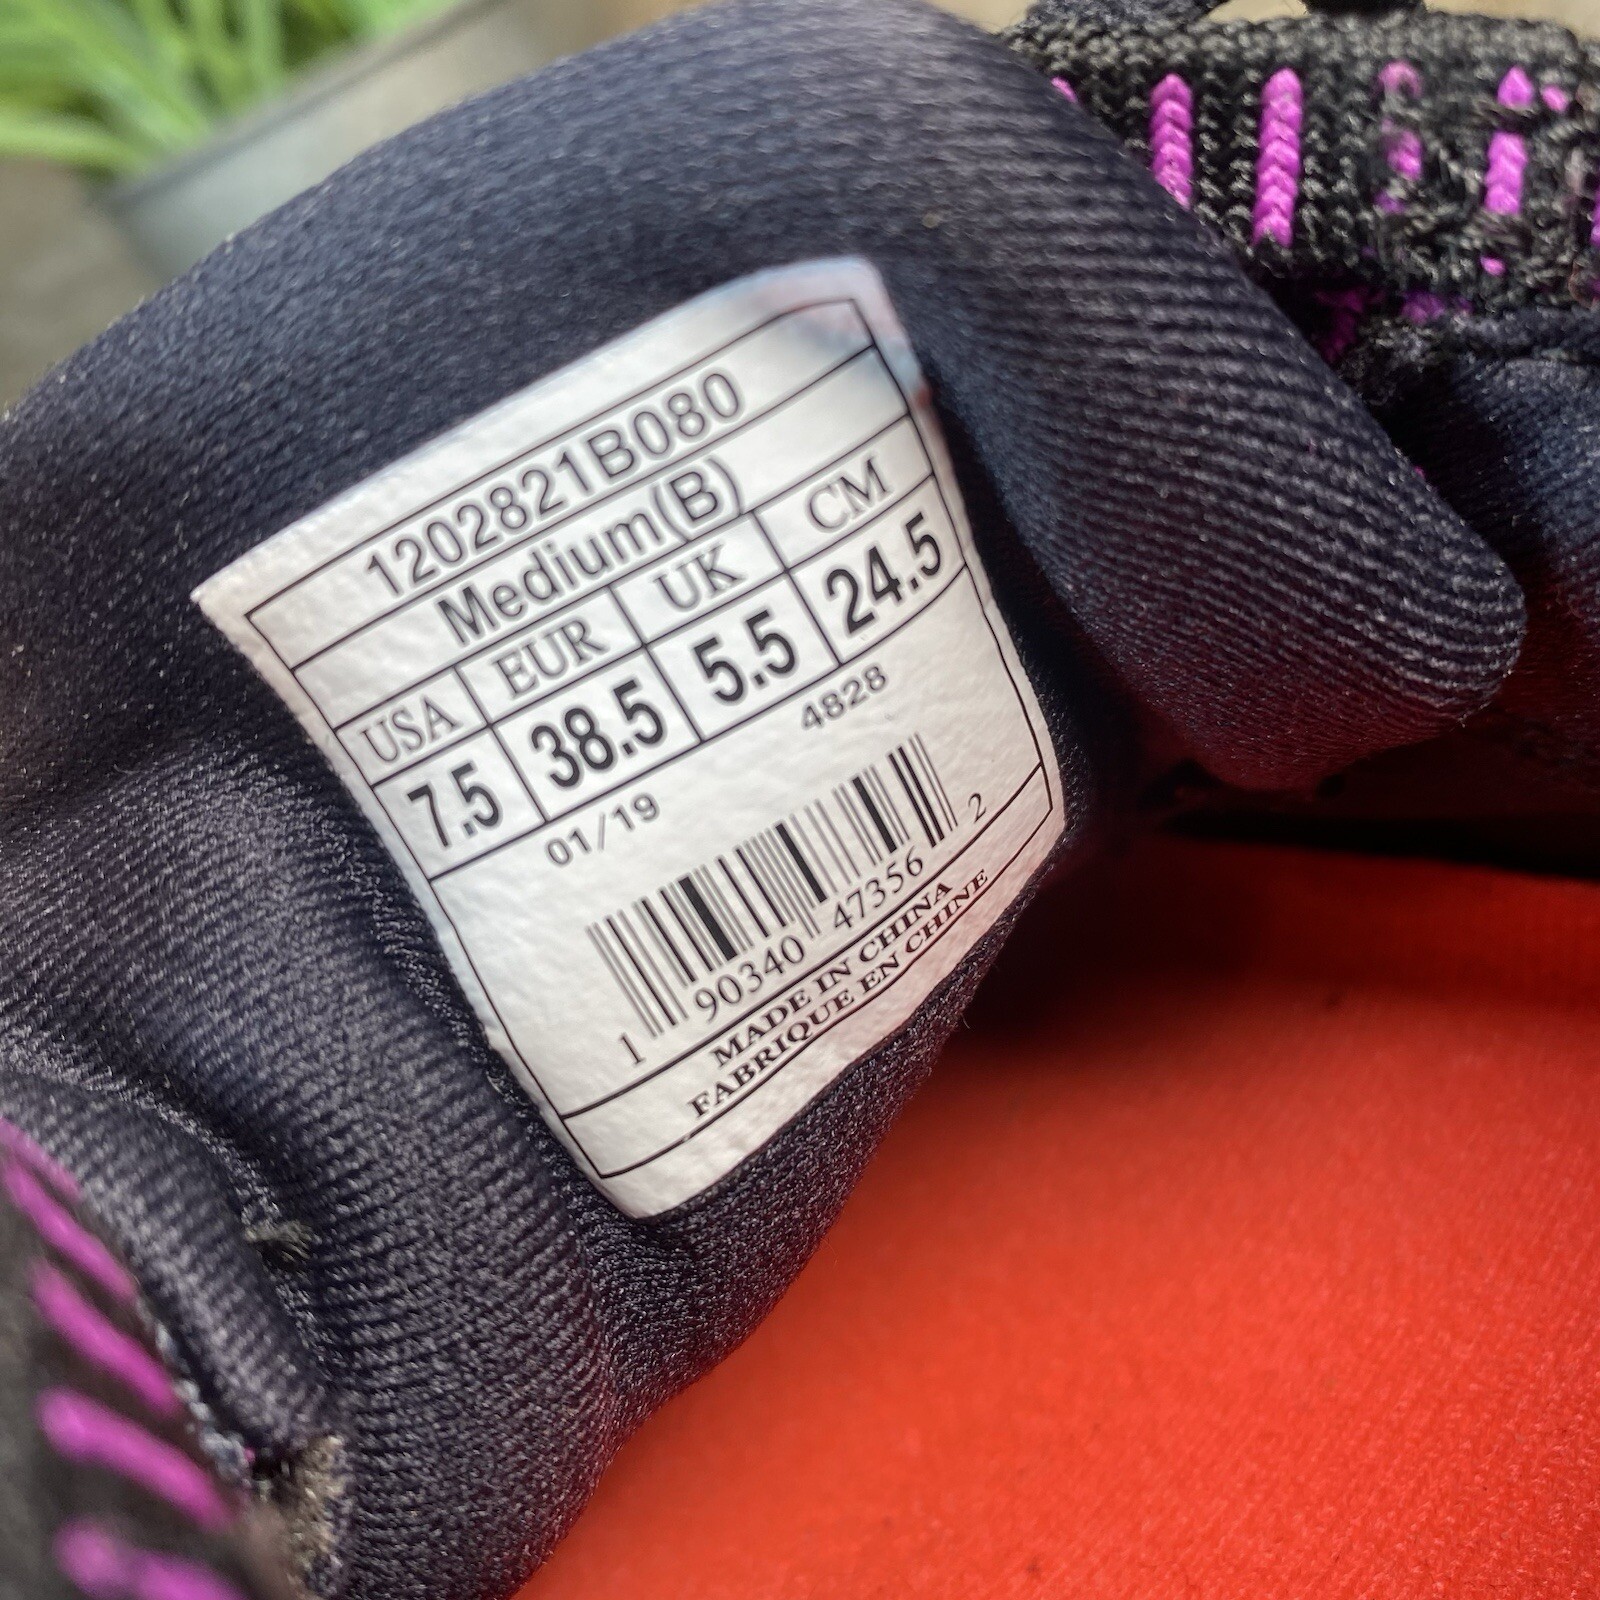 1202821B080
Medium(B)
USA EUR UK CM
7.5 38.5 5.5 24.5
01/19 4828
1 90340 47356 2
MADE IN CHINA
FABRIQUE EN CHINE